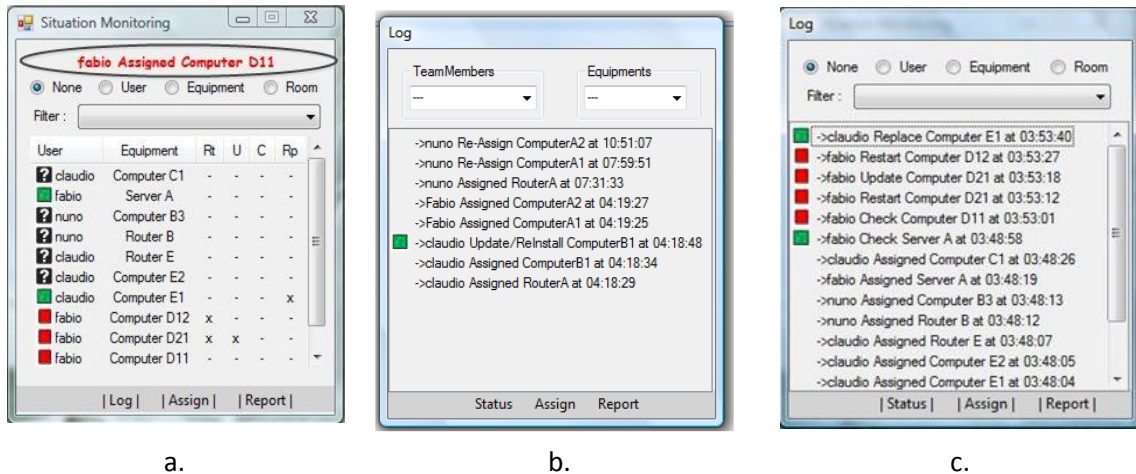 Situation Monitoring
fabio Assigned Computer D11
None User Equipment Room
Filter :
User Equipment Rt U C Rp
? claudio Computer C1 - - - -
fabio Server A - - - -
? nuno Computer B3 - - - -
? nuno Router B - - - -
? claudio Router E - - - -
? claudio Computer E2 - - - -
claudio Computer E1 - - - x
fabio Computer D12 x - - -
fabio Computer D21 x x - -
fabio Computer D11 - - - -
| Log | | Assign | | Report |
a.
Log
TeamMembers Equipments
--- ---
->nuno Re-Assign ComputerA2 at 10:51:07
->nuno Re-Assign ComputerA1 at 07:59:51
->nuno Assigned RouterA at 07:31:33
->Fabio Assigned ComputerA2 at 04:19:27
->Fabio Assigned ComputerA1 at 04:19:25
->claudio Update/ReInstall ComputerB1 at 04:18:48
->claudio Assigned ComputerB1 at 04:18:34
->claudio Assigned RouterA at 04:18:29
Status Assign Report
b.
Log
None User Equipment Room
Filter :
->claudio Replace Computer E1 at 03:53:40
->fabio Restart Computer D12 at 03:53:27
->fabio Update Computer D21 at 03:53:18
->fabio Restart Computer D21 at 03:53:12
->fabio Check Computer D11 at 03:53:01
->fabio Check Server A at 03:48:58
->claudio Assigned Computer C1 at 03:48:26
->fabio Assigned Server A at 03:48:19
->nuno Assigned Computer B3 at 03:48:13
->nuno Assigned Router B at 03:48:12
->claudio Assigned Router E at 03:48:07
->claudio Assigned Computer E2 at 03:48:05
->claudio Assigned Computer E1 at 03:48:04
| Status | | Assign | | Report |
c.